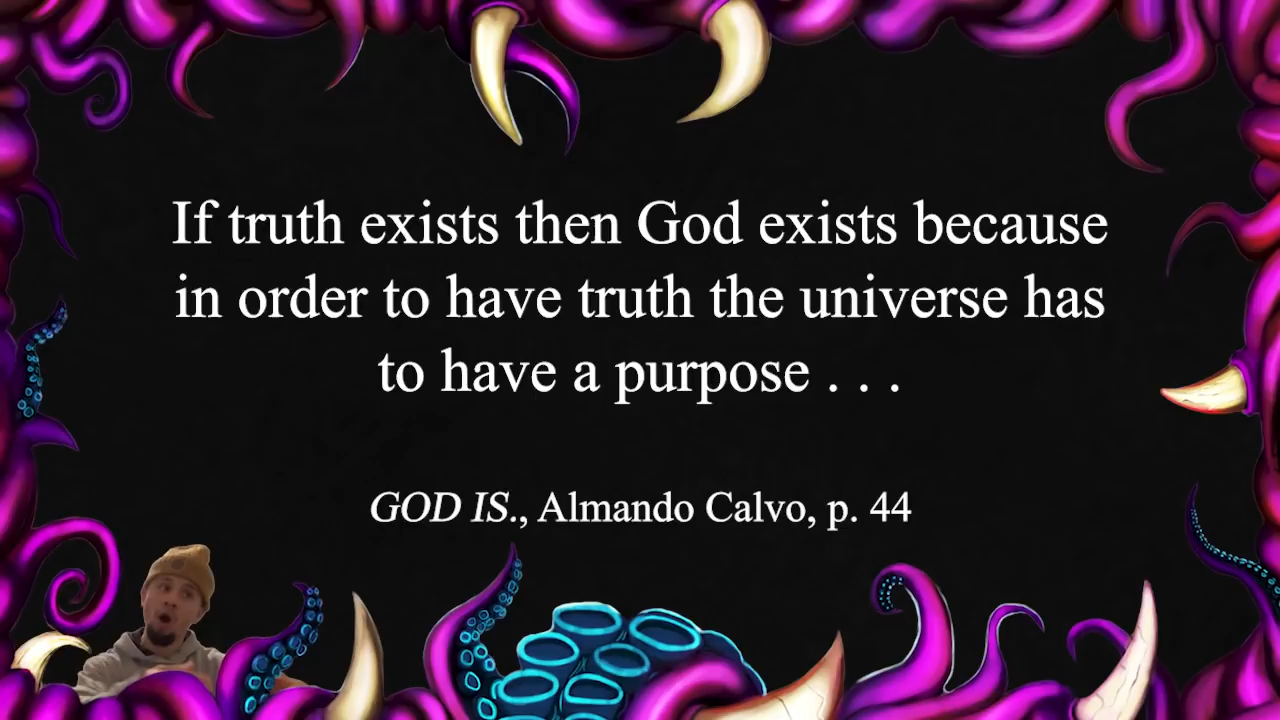 If truth exists then God exists because
in order to have truth the universe has
to have a purpose . . .
GOD IS., Almando Calvo, p. 44